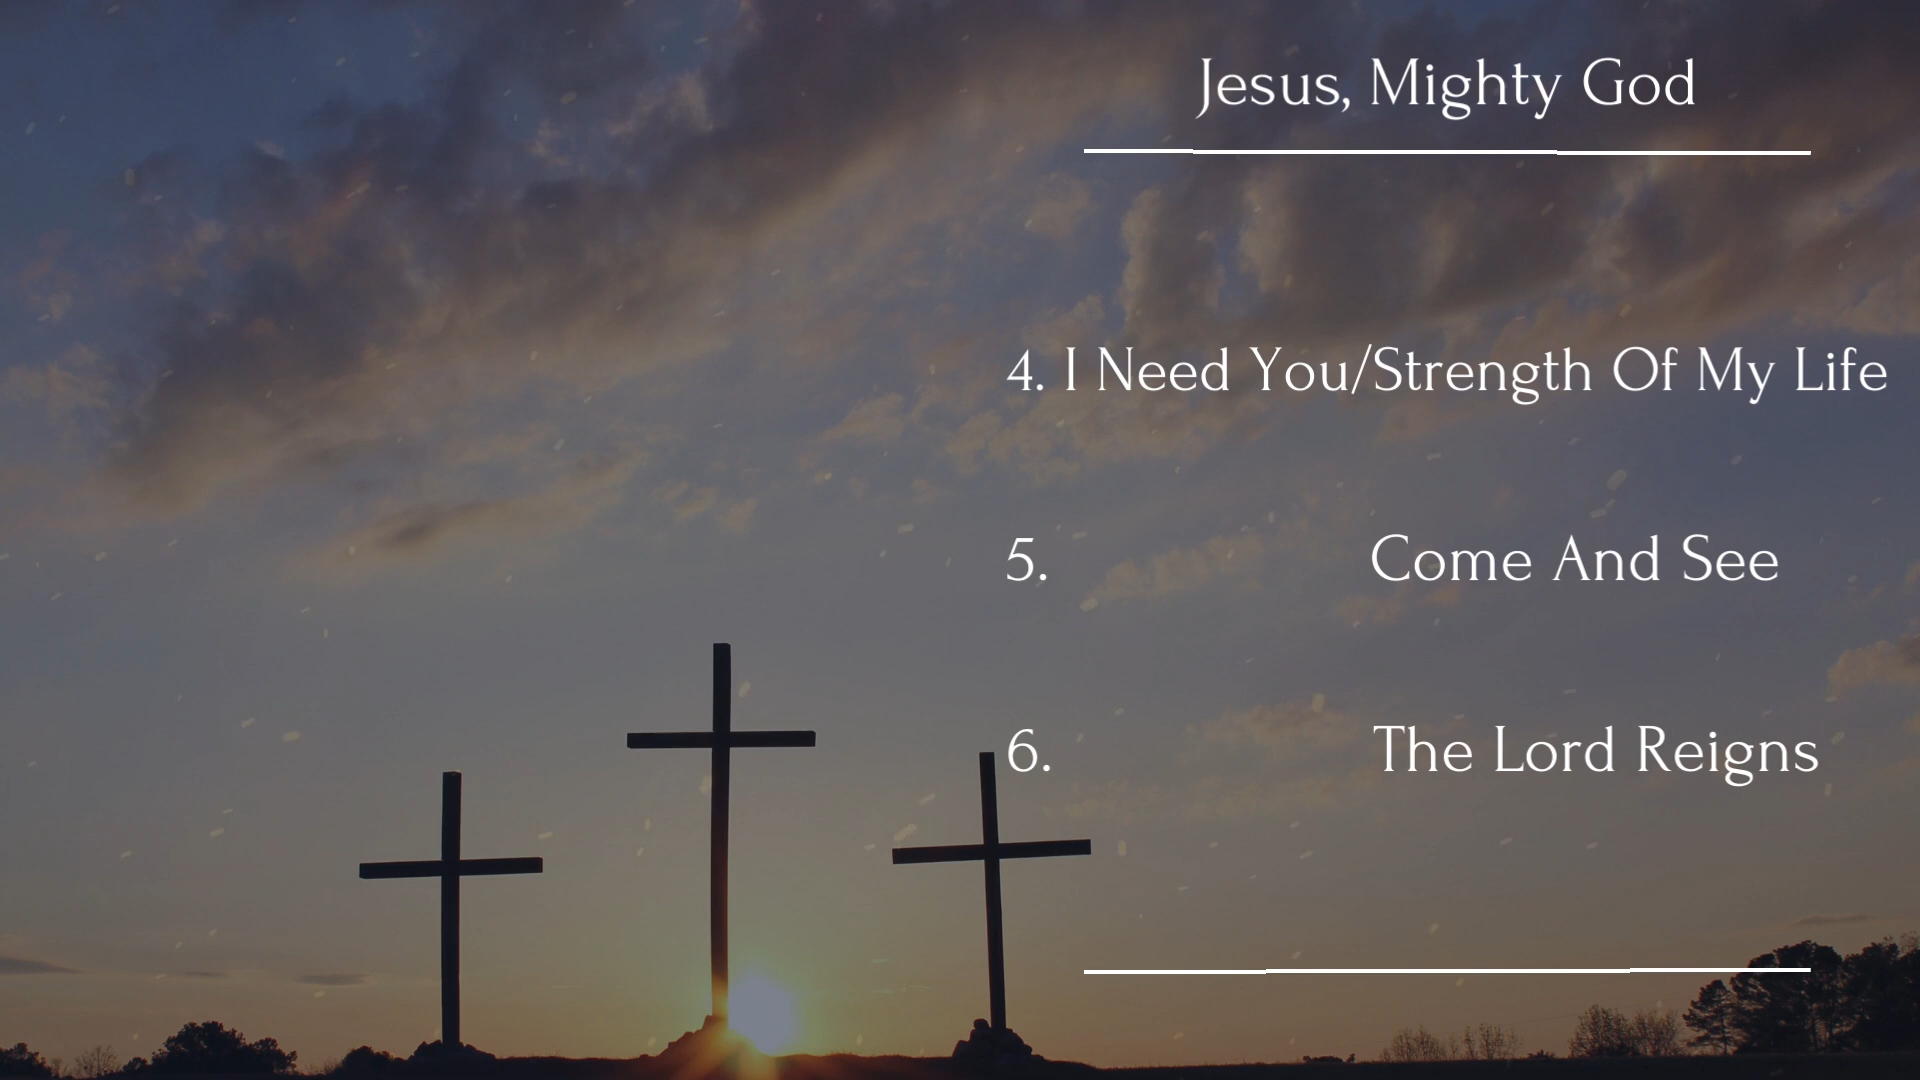 Jesus, Mighty God
4. I Need You/Strength Of My Life
5. Come And See
6. The Lord Reigns